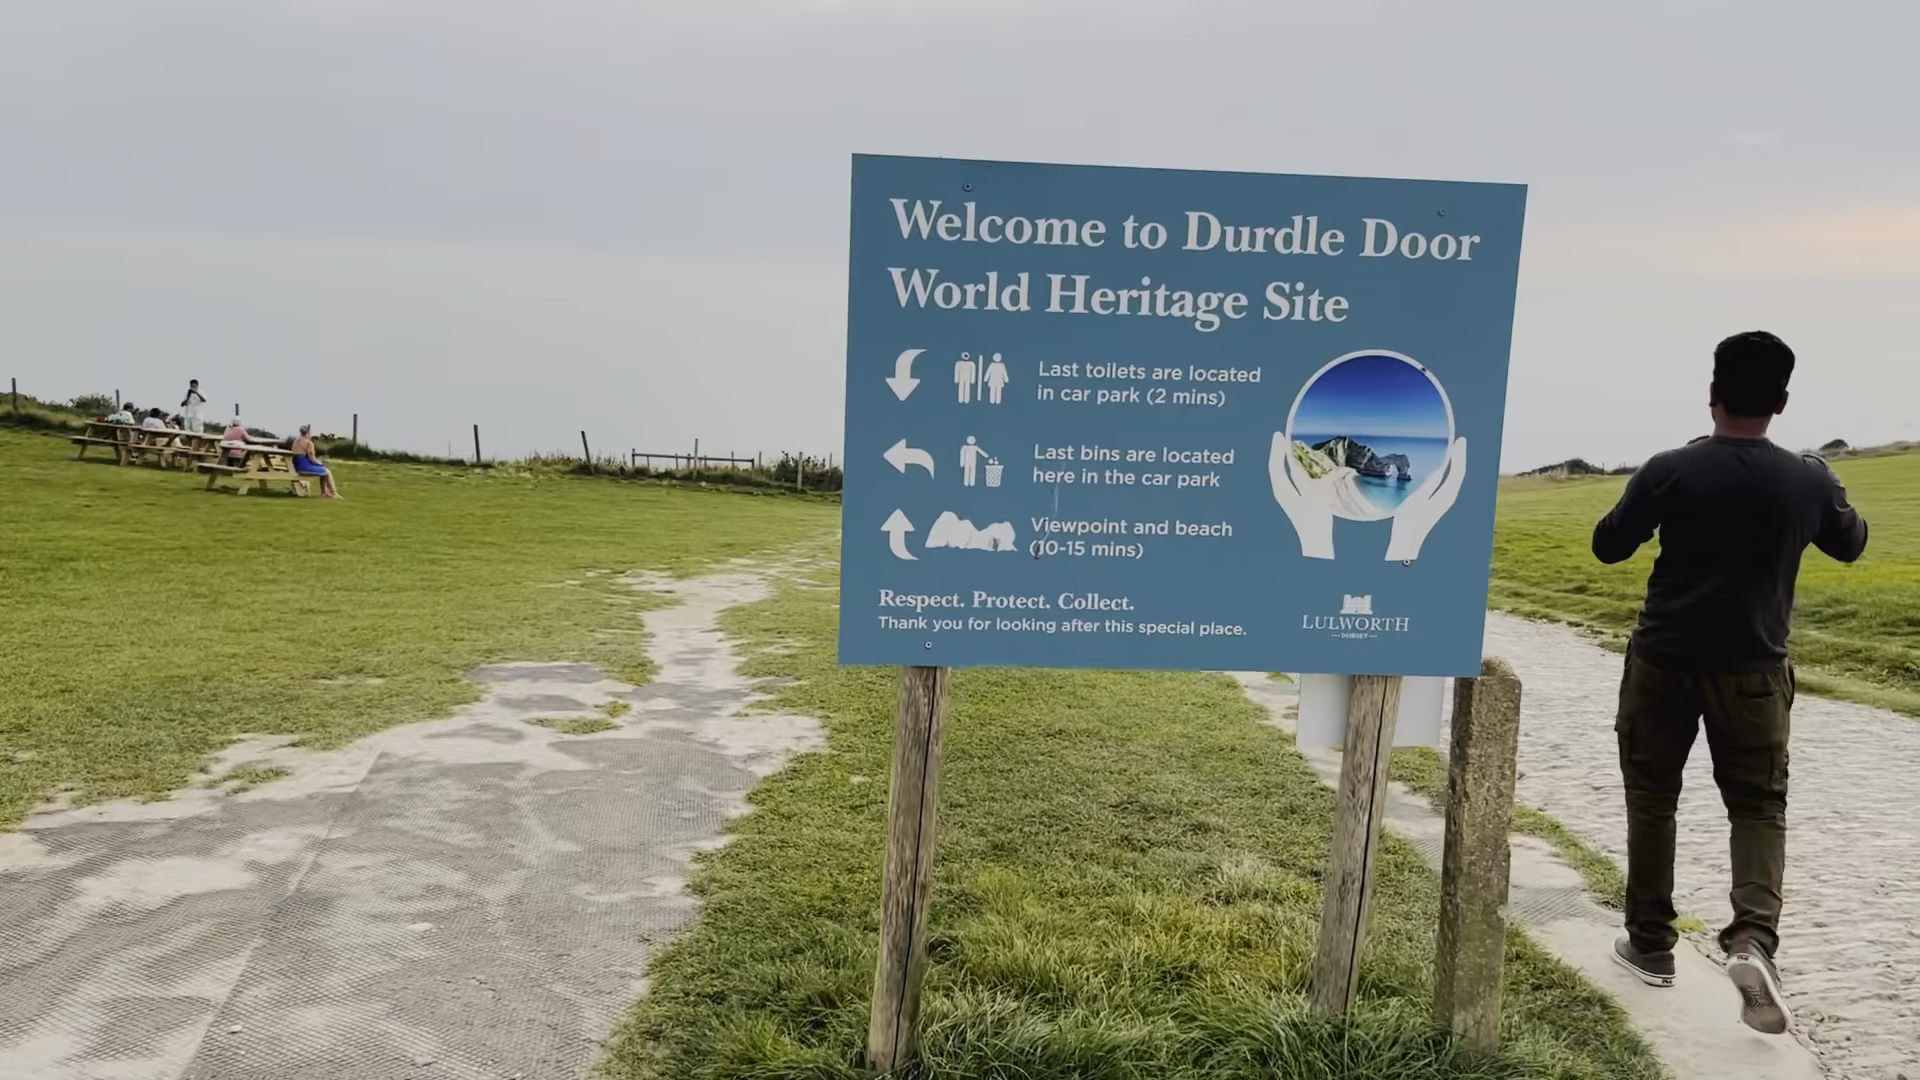 Welcome to Durdle Door
World Heritage Site
Last toilets are located
in car park (2 mins)
Last bins are located
here in the car park
Viewpoint and beach
(10-15 mins)
Respect. Protect. Collect.
Thank you for looking after this special place.
LULWORTH
DORSET